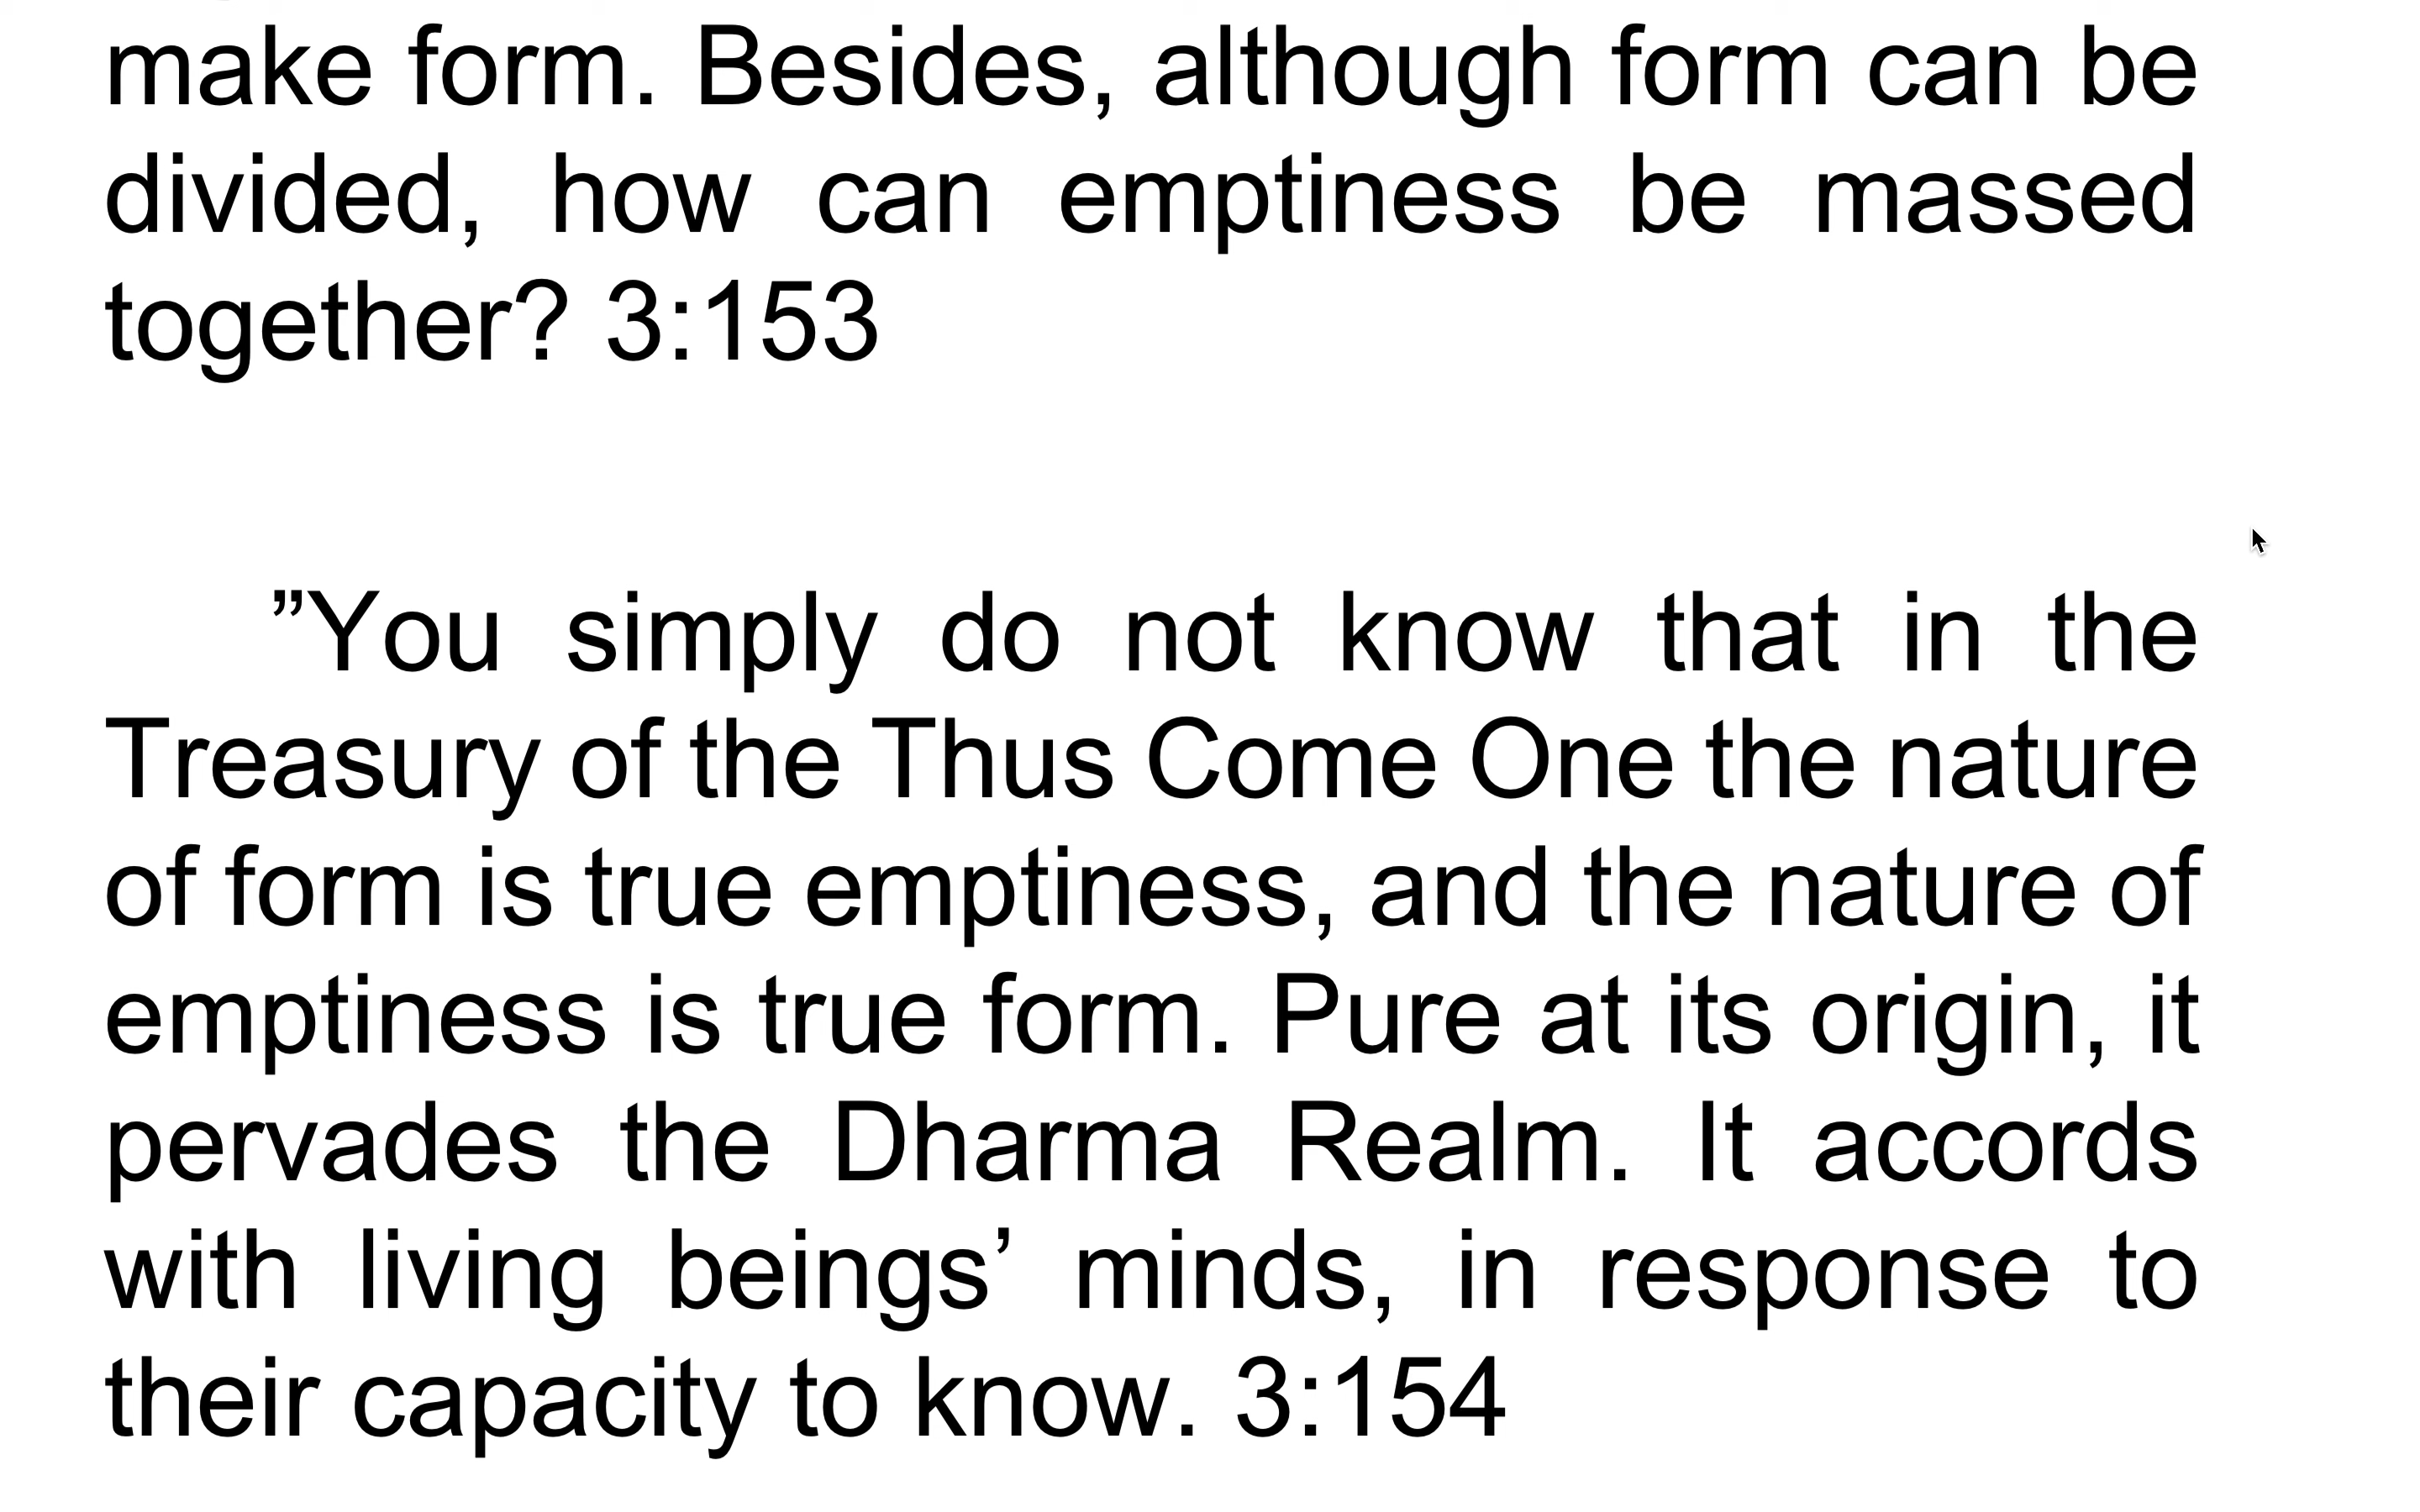 make form. Besides, although form can be
divided, how can emptiness be massed
together? 3:153
”You simply do not know that in the
Treasury of the Thus Come One the nature
of form is true emptiness, and the nature of
emptiness is true form. Pure at its origin, it
pervades the Dharma Realm. It accords
with living beings’ minds, in response to
their capacity to know. 3:154